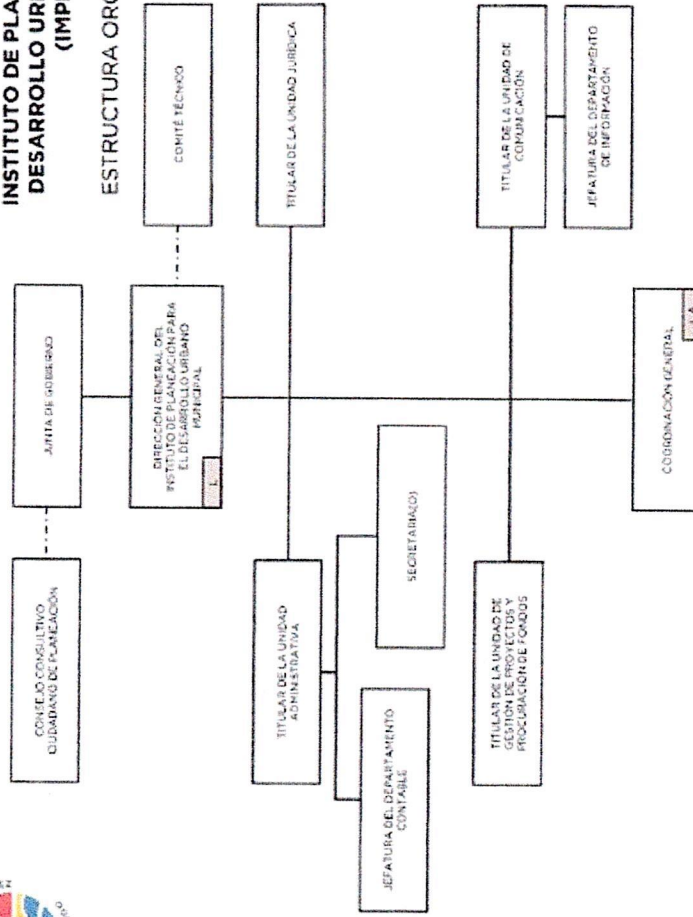 INSTITUTO DE PLA
DESARROLLO UR
(IMP
ESTRUCTURA ORG
CONSEJO CONSULTIVO
CIUDADANO DE PLANEACIÓN
JUNTA DE GOBIERNO
DIRECCIÓN GENERAL DEL
INSTITUTO DE PLANEACIÓN PARA
EL DESARROLLO URBANO
MUNICIPAL
COMITÉ TÉCNICO
TITULAR DE LA UNIDAD
ADMINISTRATIVA
TITULAR DE LA UNIDAD JURÍDICA
JEFATURA DEL DEPARTAMENTO
CONTABLE
SECRETARIA(O)
TITULAR DE LA UNIDAD DE
GESTIÓN DE PROYECTOS Y
PROCURACIÓN DE FONDOS
TITULAR DE LA UNIDAD DE
COMUNICACIÓN
JEFATURA DEL DEPARTAMENTO
DE INFORMACIÓN
COORDINACIÓN GENERAL